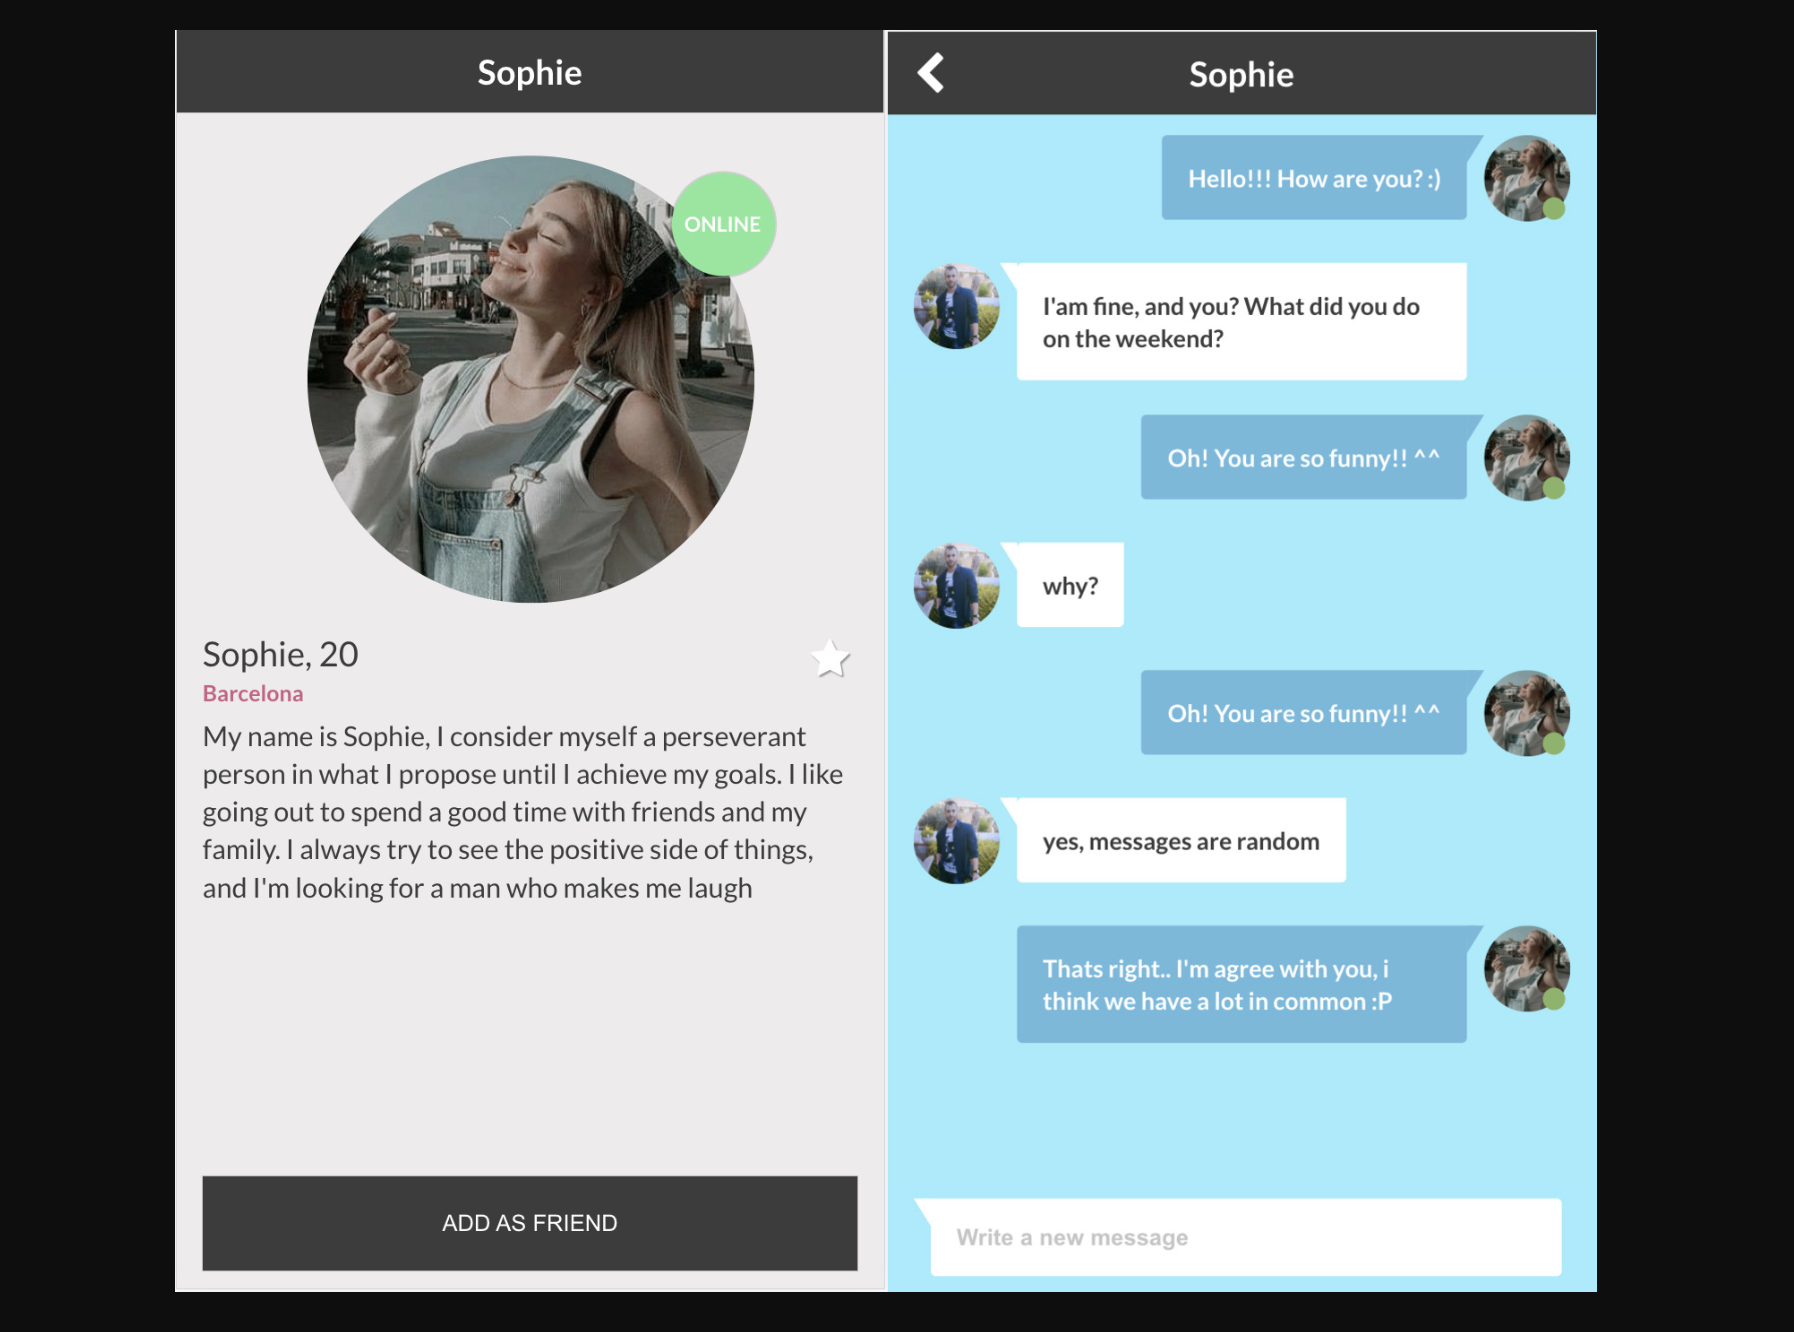 Sophie
ONLINE
Sophie, 20
Barcelona
My name is Sophie, I consider myself a perseverant
person in what I propose until I achieve my goals. I like
going out to spend a good time with friends and my
family. I always try to see the positive side of things,
and I'm looking for a man who makes me laugh
ADD AS FRIEND
Sophie
Hello!!! How are you? :)
I'am fine, and you? What did you do
on the weekend?
Oh! You are so funny!! ^^
why?
Oh! You are so funny!! ^^
yes, messages are random
Thats right.. I'm agree with you, i
think we have a lot in common :P
Write a new message